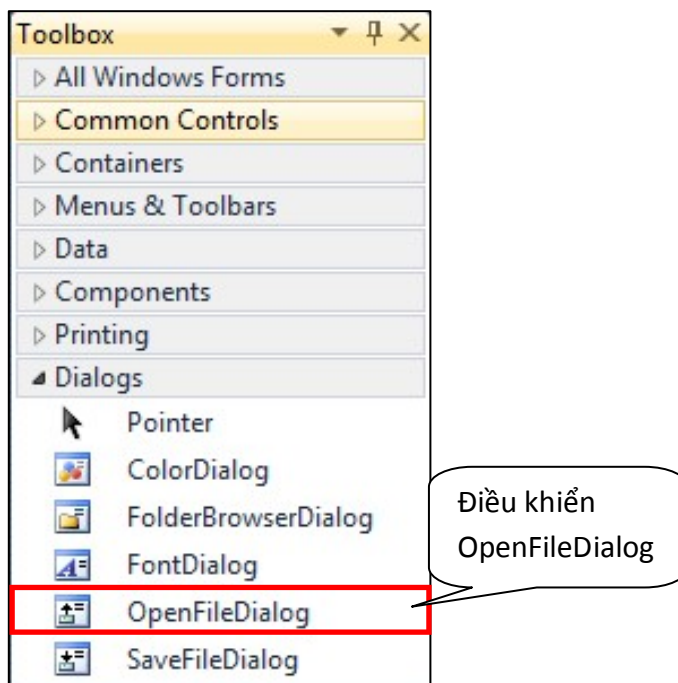 Toolbox
All Windows Forms
Common Controls
Containers
Menus & Toolbars
Data
Components
Printing
Dialogs
Pointer
ColorDialog
FolderBrowserDialog
FontDialog
OpenFileDialog
SaveFileDialog
Điều khiển
OpenFileDialog